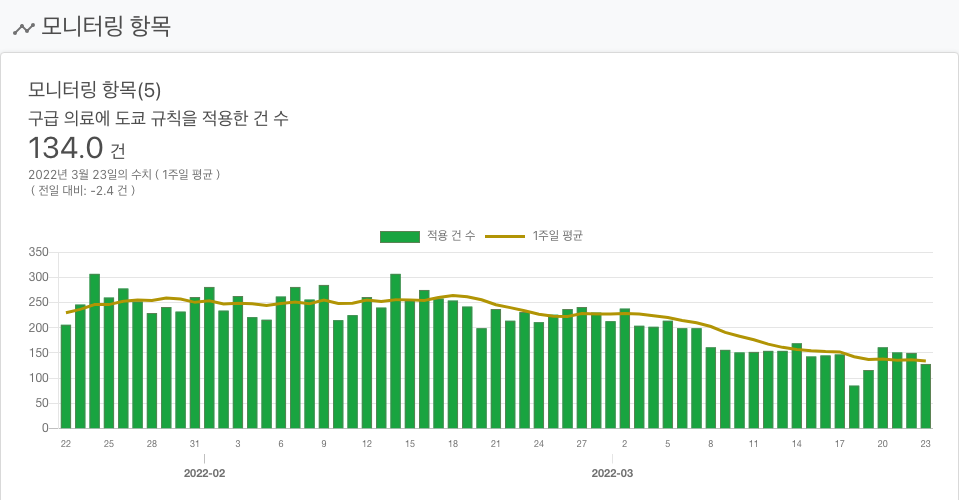 모니터링 항목
모니터링 항목(5)
구급 의료에 도쿄 규칙을 적용한 건 수
134.0 건
2022년 3월 23일의 수치 ( 1주일 평균 )
( 전일 대비: -2.4 건 )
적용 건 수 1주일 평균
350
300
250
200
150
100
50
0
22 25 28 31 3 6 9 12 15 18 21 24 27 2 5 8 11 14 17 20 23
2022-02 2022-03